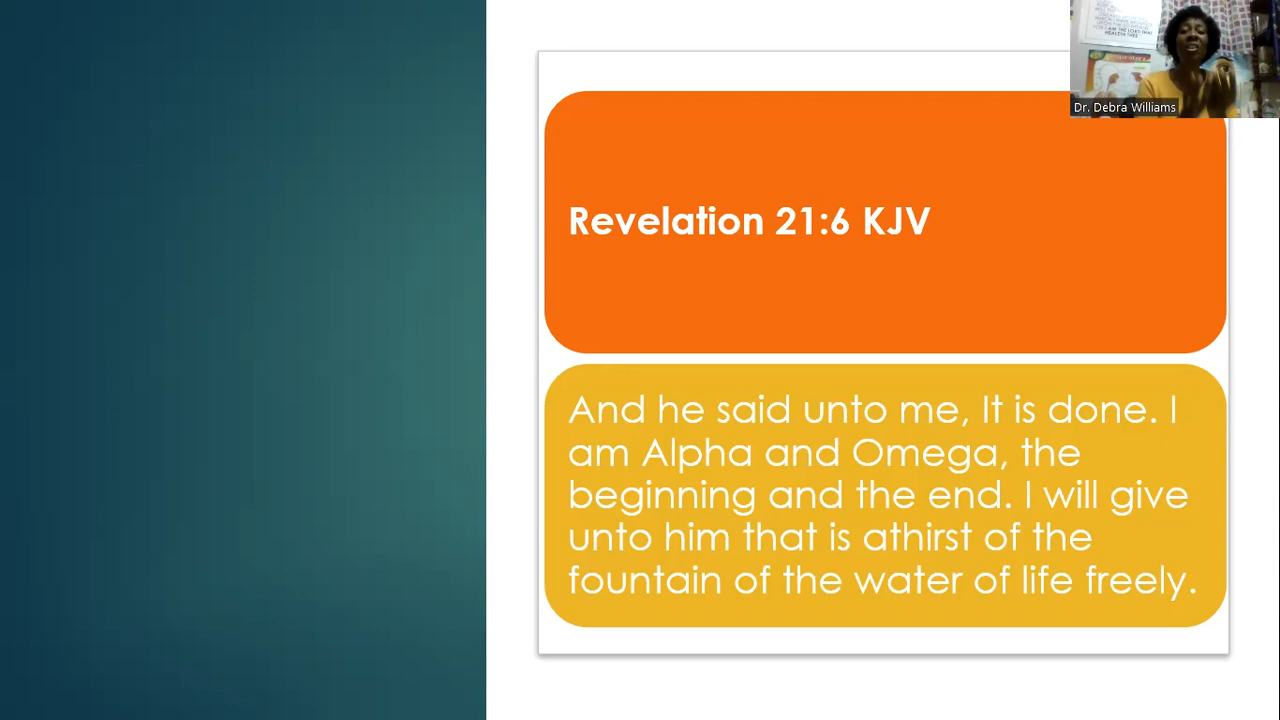 Revelation 21:6 KJV
And he said unto me, It is done. I
am Alpha and Omega, the
beginning and the end. I will give
unto him that is athirst of the
fountain of the water of life freely.
Dr. Debra Williams